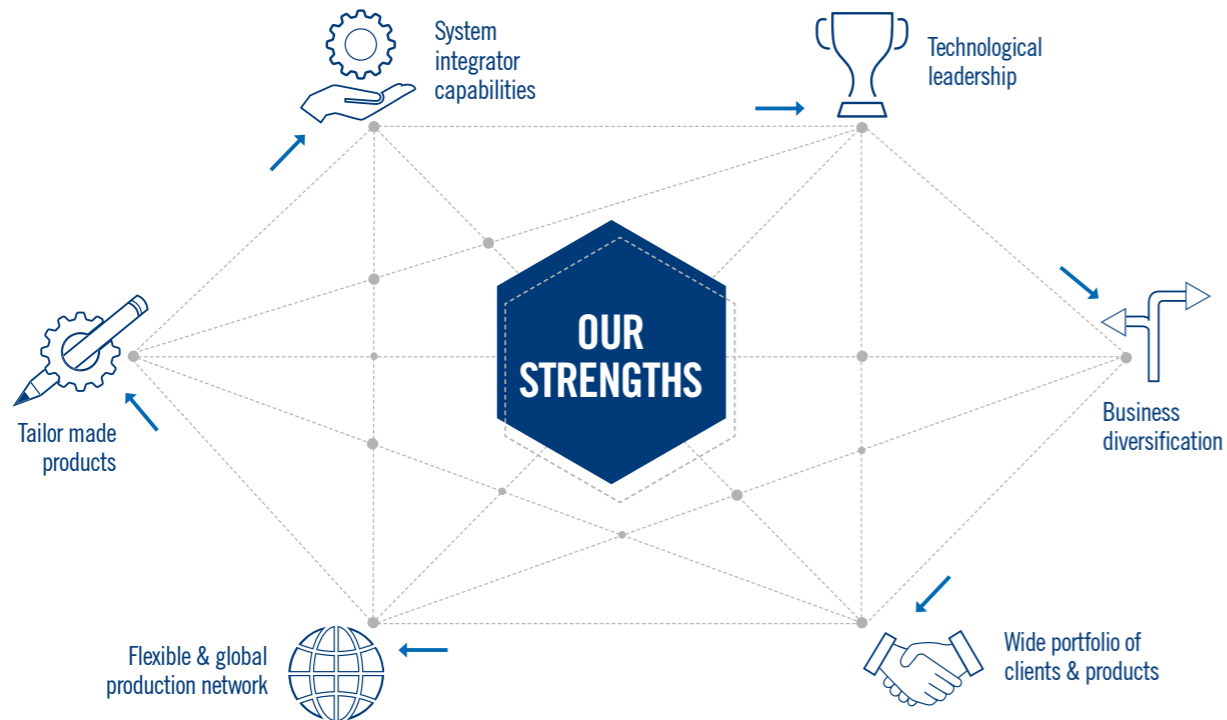 System
integrator
capabilities
Technological
leadership
OUR
STRENGTHS
Tailor made
products
Business
diversification
Flexible & global
production network
Wide portfolio of
clients & products